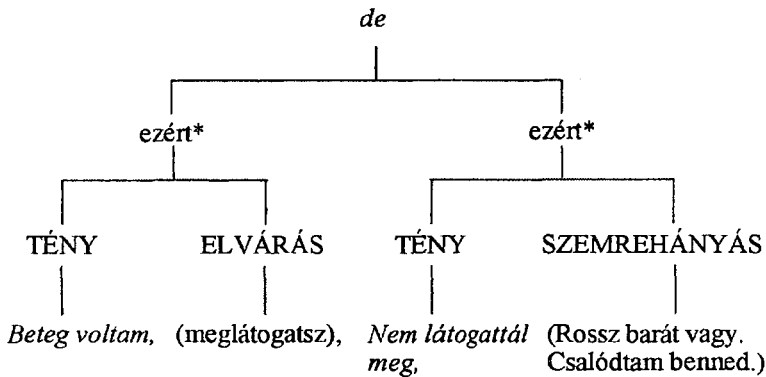 de
ezért* ezért*
TÉNY ELVÁRÁS TÉNY SZEMREHÁNYÁS
Beteg voltam, (meglátogatsz), Nem látogattál (Rossz barát vagy.
meg, Csalódtam benned.)